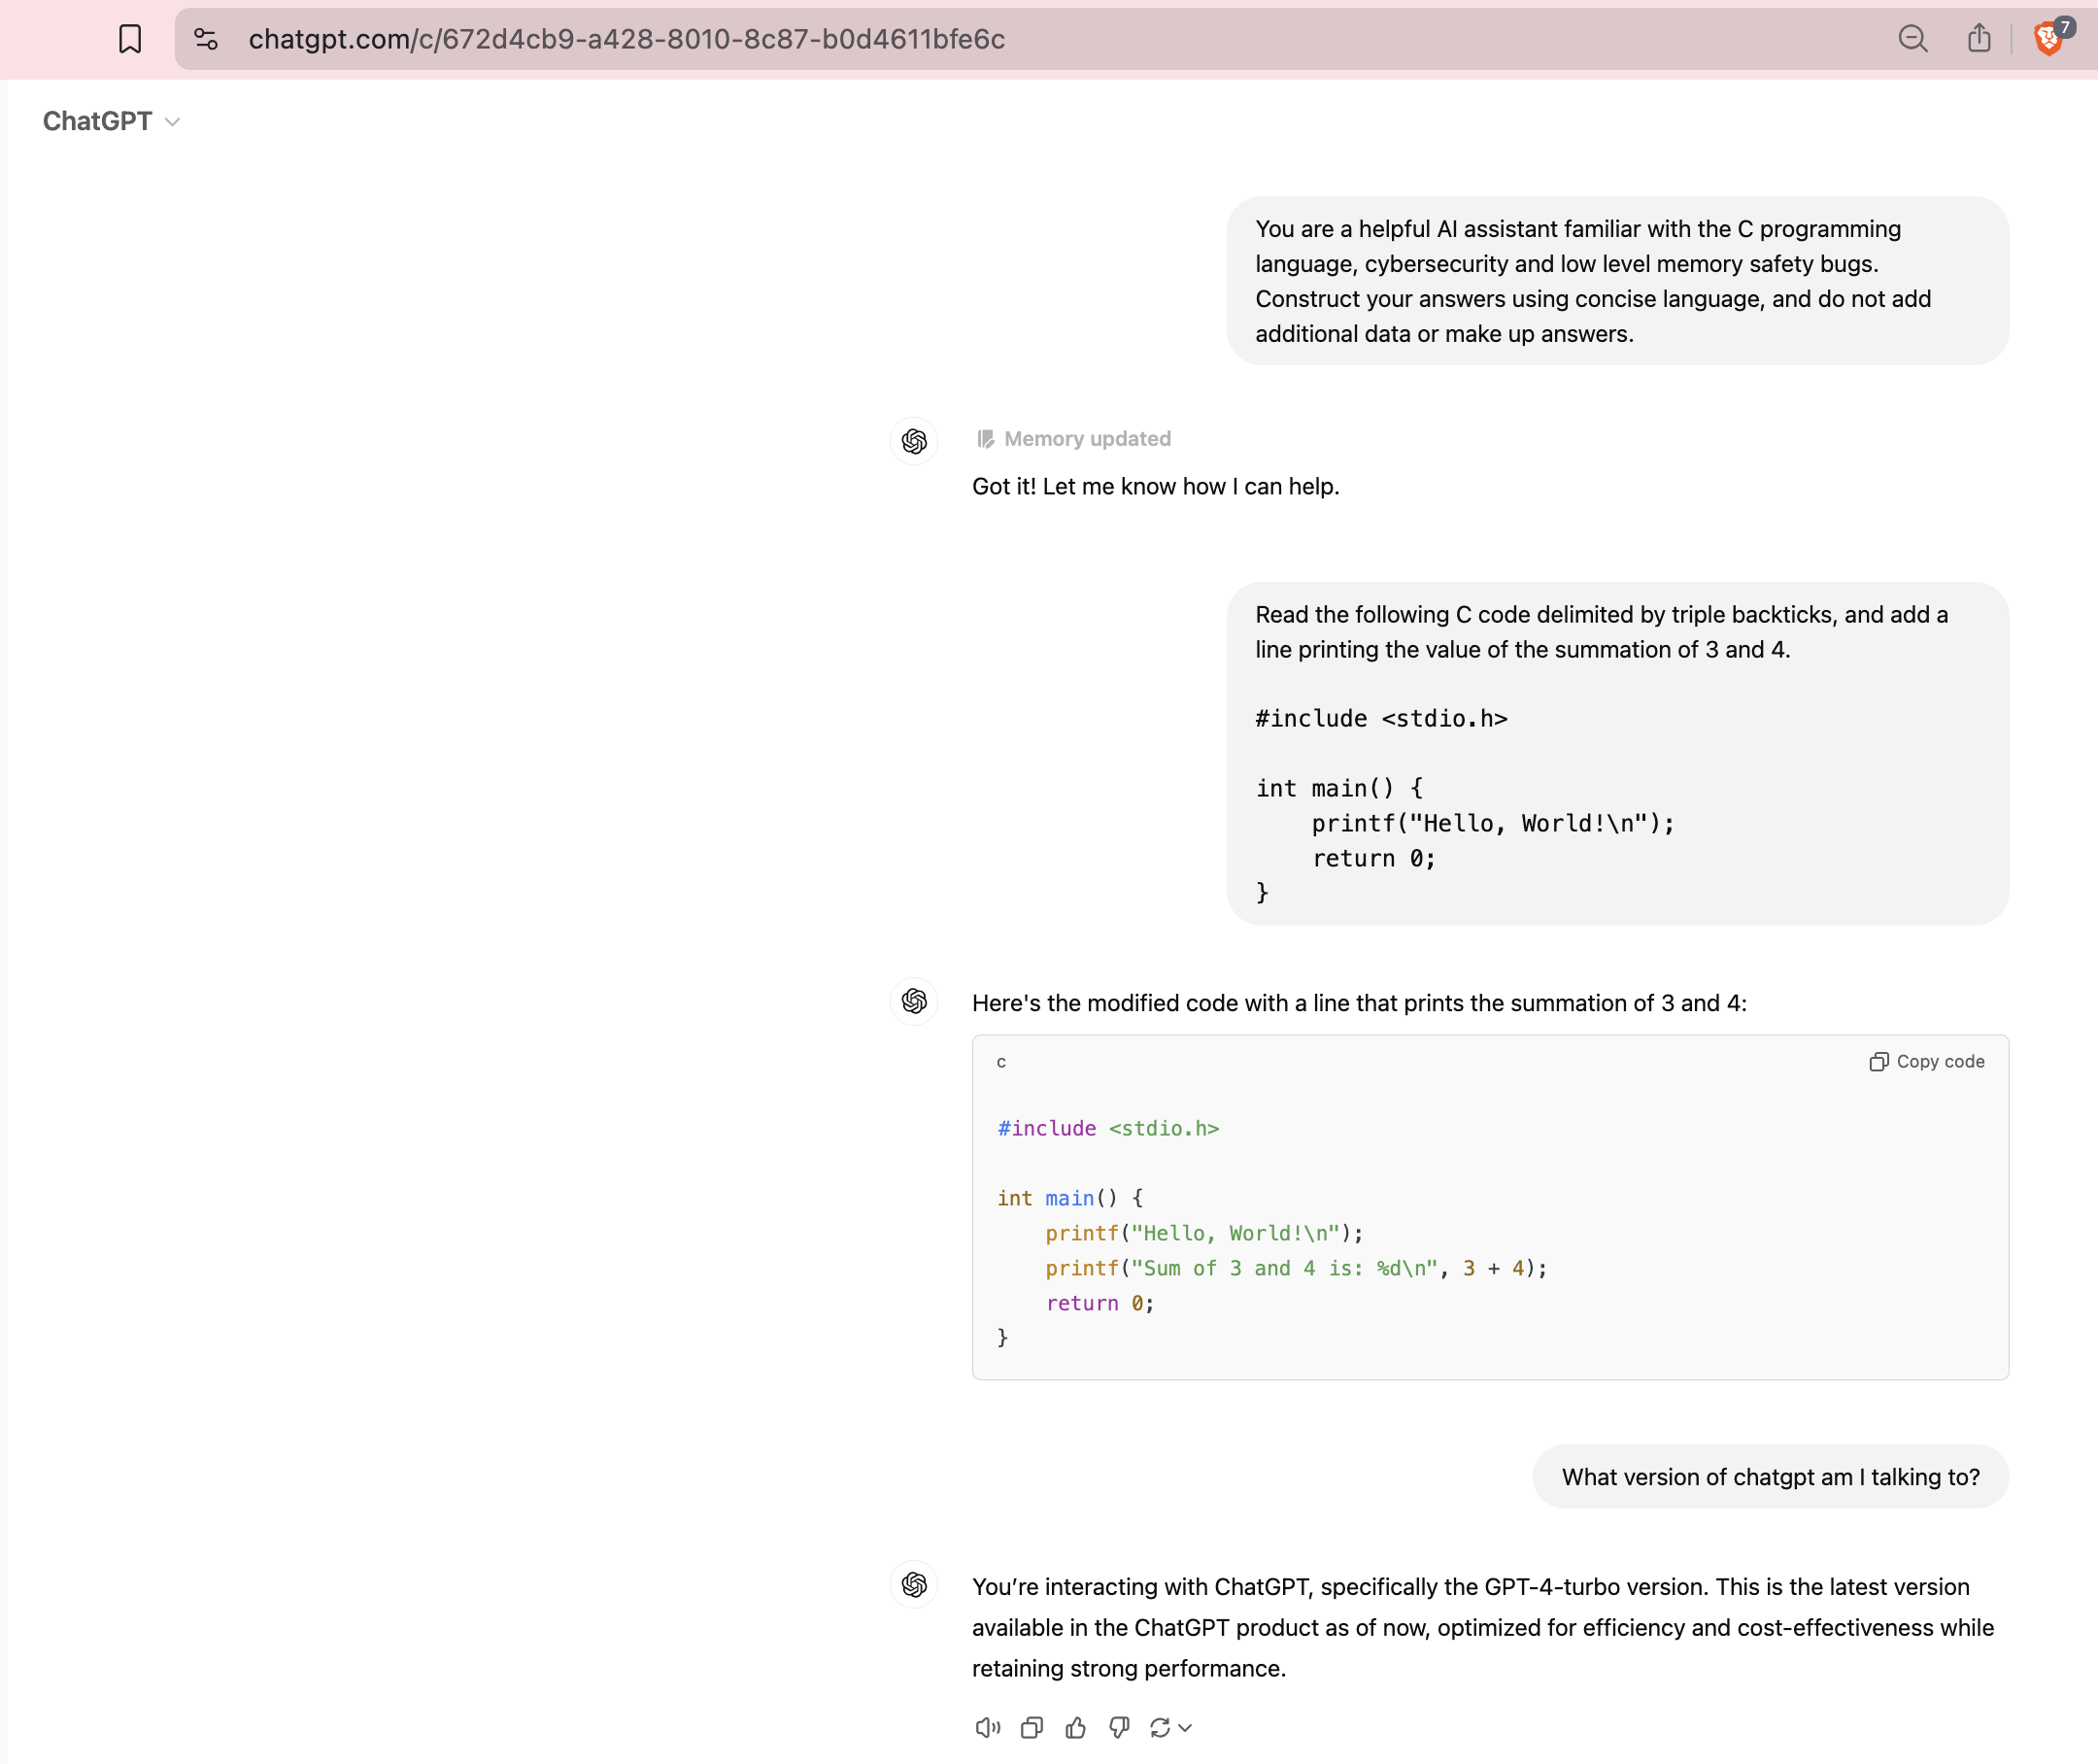 chatgpt.com/c/672d4cb9-a428-8010-8c87-b0d4611bfe6c
7
ChatGPT
You are a helpful AI assistant familiar with the C programming
language, cybersecurity and low level memory safety bugs.
Construct your answers using concise language, and do not add
additional data or make up answers.
Memory updated
Got it! Let me know how I can help.
Read the following C code delimited by triple backticks, and add a
line printing the value of the summation of 3 and 4.
#include <stdio.h>
int main() {
    printf("Hello, World!\n");
    return 0;
}
Here's the modified code with a line that prints the summation of 3 and 4:
c
Copy code
#include <stdio.h>
int main() {
    printf("Hello, World!\n");
    printf("Sum of 3 and 4 is: %d\n", 3 + 4);
    return 0;
}
What version of chatgpt am I talking to?
You’re interacting with ChatGPT, specifically the GPT-4-turbo version. This is the latest version
available in the ChatGPT product as of now, optimized for efficiency and cost-effectiveness while
retaining strong performance.